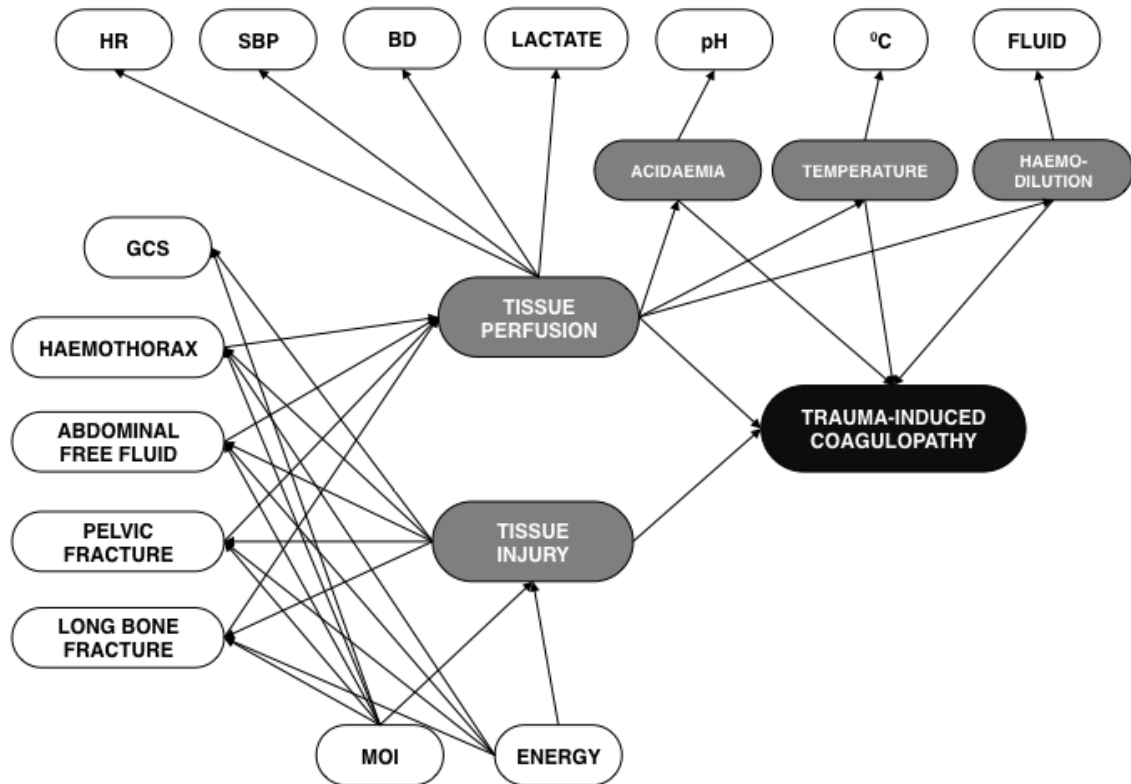 HR
SBP
BD
LACTATE
pH
⁰C
FLUID
ACIDAEMIA
TEMPERATURE
HAEMO-
DILUTION
GCS
TISSUE
PERFUSION
HAEMOTHORAX
TRAUMA-INDUCED
COAGULOPATHY
ABDOMINAL
FREE FLUID
PELVIC
FRACTURE
TISSUE
INJURY
LONG BONE
FRACTURE
MOI
ENERGY